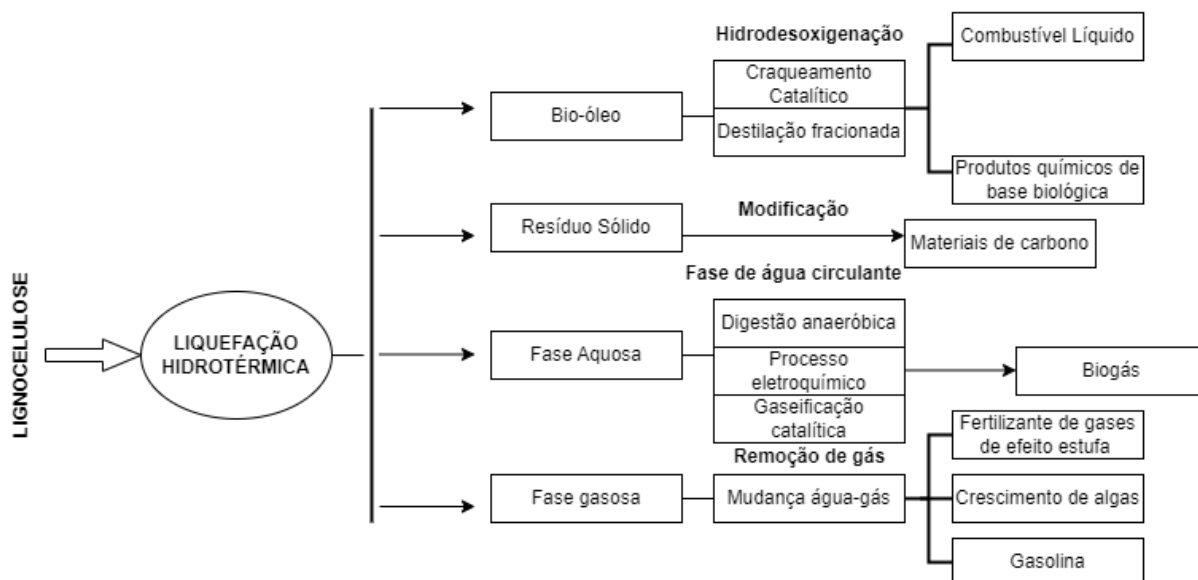 LIGNOCELULOSE
LIQUEFAÇÃO
HIDROTÉRMICA
Bio-óleo
Hidrodesoxigenação
Craqueamento
Catalítico
Destilação fracionada
Combustível Líquido
Produtos químicos de
base biológica
Resíduo Sólido
Modificação
Materiais de carbono
Fase Aquosa
Fase de água circulante
Digestão anaeróbica
Processo
eletroquímico
Gaseificação
catalítica
Biogás
Fase gasosa
Remoção de gás
Mudança água-gás
Fertilizante de gases
de efeito estufa
Crescimento de algas
Gasolina